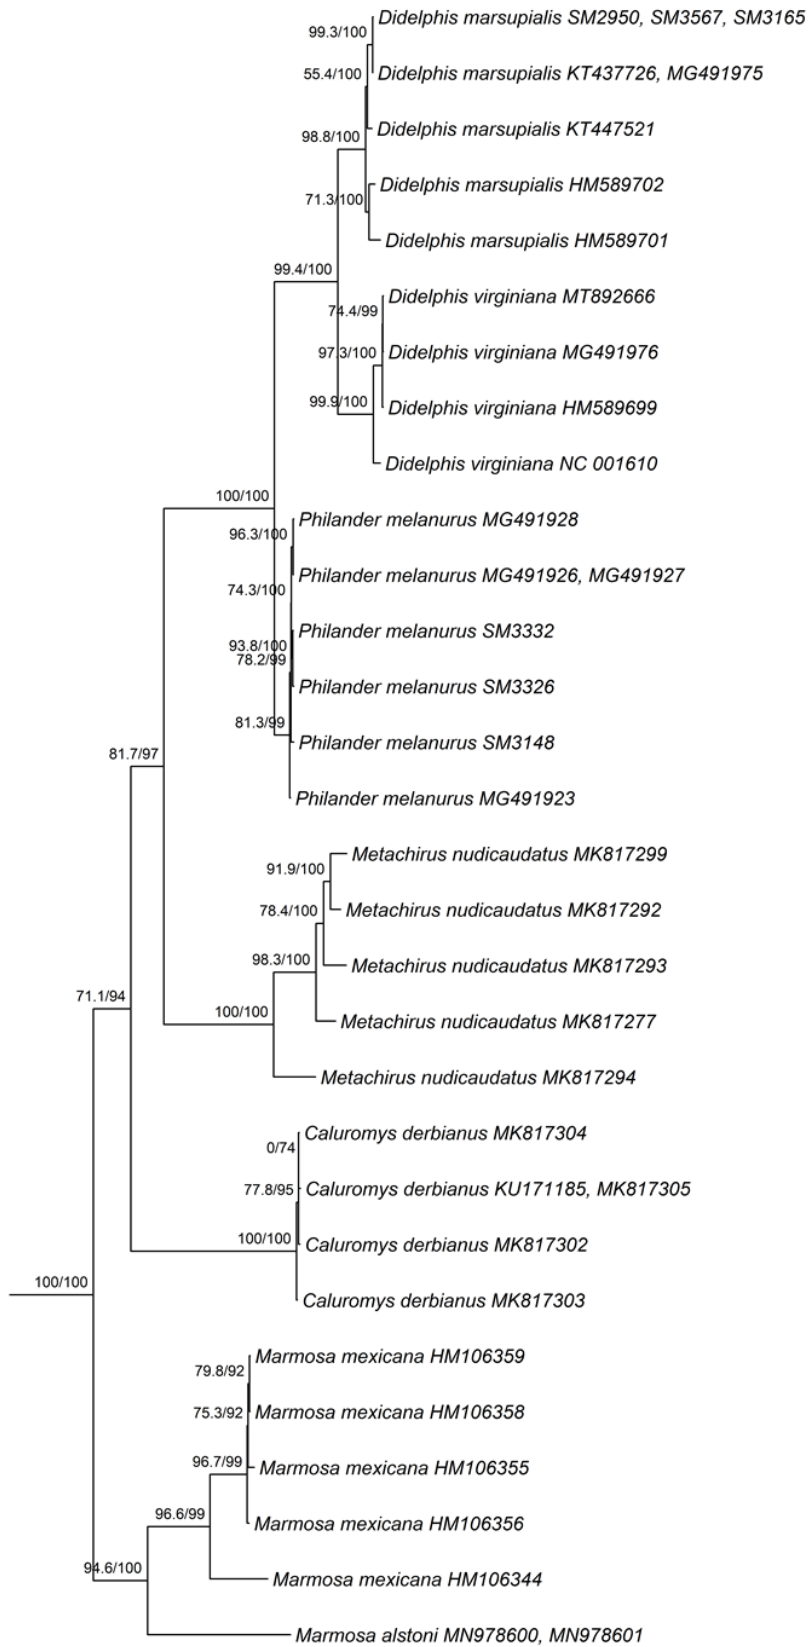 Didelphis marsupialis SM2950, SM3567, SM3165
99.3/100
55.4/100
Didelphis marsupialis KT437726, MG491975
Didelphis marsupialis KT447521
98.8/100
Didelphis marsupialis HM589702
71.3/100
Didelphis marsupialis HM589701
99.4/100
Didelphis virginiana MT892666
74.4/99
Didelphis virginiana MG491976
97.3/100
99.9/100
Didelphis virginiana HM589699
Didelphis virginiana NC 001610
100/100
Philander melanurus MG491928
96.3/100
Philander melanurus MG491926, MG491927
74.3/100
Philander melanurus SM3332
93.8/100
78.2/99
Philander melanurus SM3326
81.3/99
Philander melanurus SM3148
81.7/97
Philander melanurus MG491923
Metachirus nudicaudatus MK817299
91.9/100
Metachirus nudicaudatus MK817292
78.4/100
98.3/100
Metachirus nudicaudatus MK817293
71.1/94
100/100
Metachirus nudicaudatus MK817277
Metachirus nudicaudatus MK817294
Caluromys derbianus MK817304
0/74
77.8/95
Caluromys derbianus KU171185, MK817305
100/100
Caluromys derbianus MK817302
100/100
Caluromys derbianus MK817303
Marmosa mexicana HM106359
79.8/92
75.3/92
Marmosa mexicana HM106358
96.7/99
Marmosa mexicana HM106355
96.6/99
Marmosa mexicana HM106356
94.6/100
Marmosa mexicana HM106344
Marmosa alstoni MN978600, MN978601